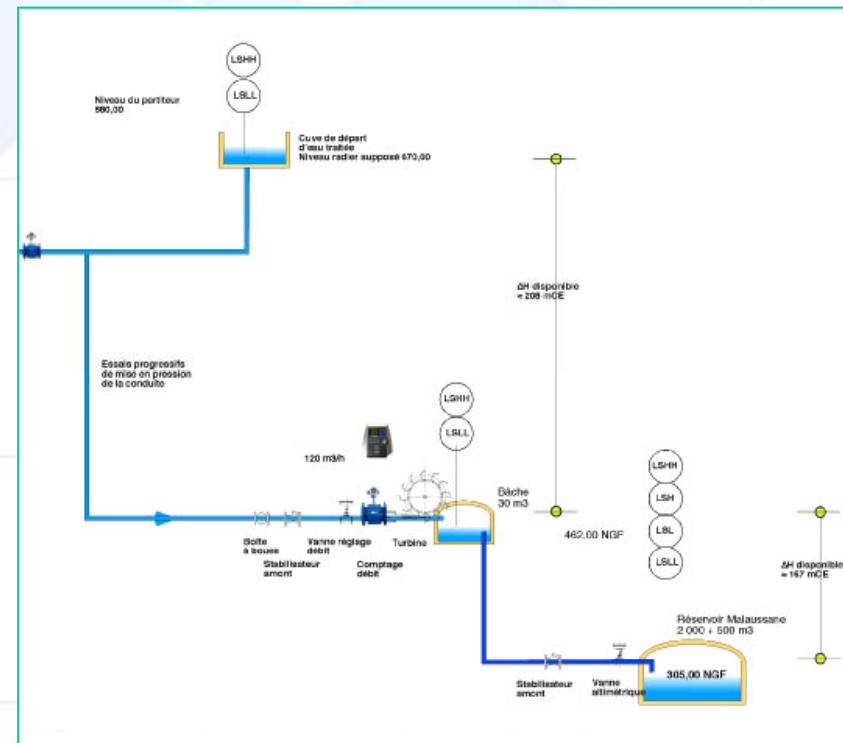 LSHH
LSLL
Niveau du partiteur
680,00
Cuve de départ
d'eau traitée
Niveau radier supposé 670,00
ΔH disponible
≈ 208 mCE
Essais progressifs
de mise en pression
de la conduite
LSHH
LSLL
120 m3/h
Bâche
30 m3
462,00 NGF
LSHH
LSH
LSL
LSLL
Boîte
à boues
Stabilisateur
amont
Vanne réglage
débit
Comptage
débit
Turbine
ΔH disponible
≈ 157 mCE
Réservoir Malaussane
2 000 + 500 m3
305,00 NGF
Stabilisateur
amont
Vanne
altimétrique